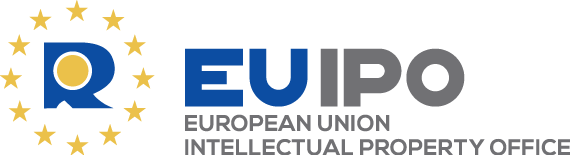 R
EUIPO
EUROPEAN UNION
INTELLECTUAL PROPERTY OFFICE